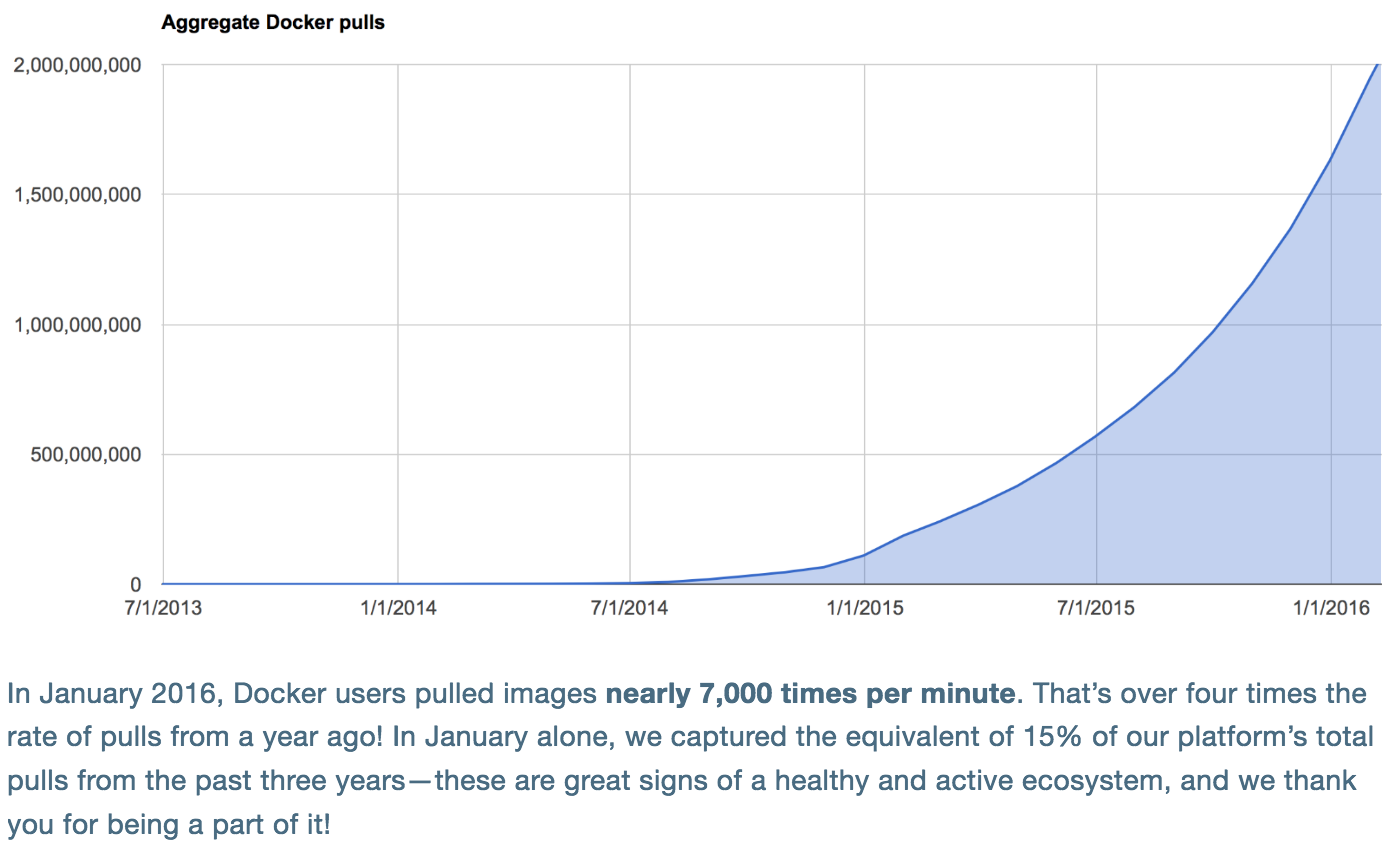 Aggregate Docker pulls
2,000,000,000
1,500,000,000
1,000,000,000
500,000,000
0
7/1/2013 1/1/2014 7/1/2014 1/1/2015 7/1/2015 1/1/2016
In January 2016, Docker users pulled images nearly 7,000 times per minute. That’s over four times the
rate of pulls from a year ago! In January alone, we captured the equivalent of 15% of our platform’s total
pulls from the past three years—these are great signs of a healthy and active ecosystem, and we thank
you for being a part of it!